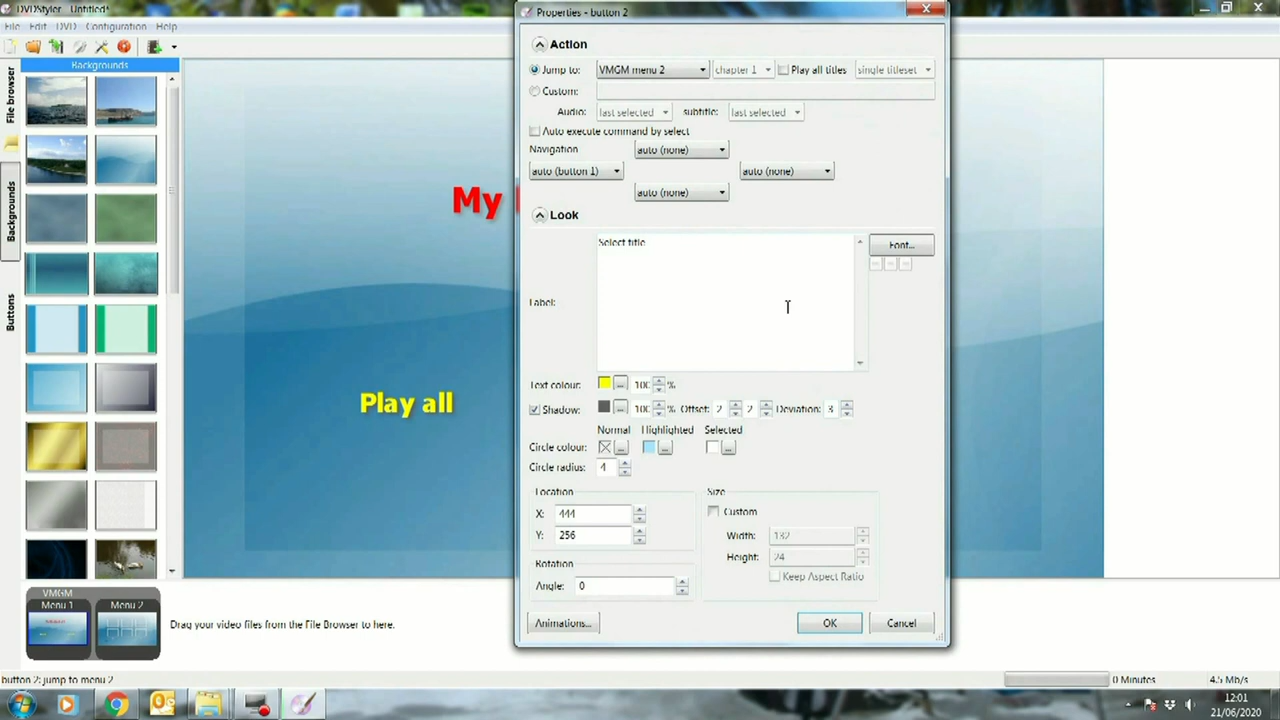 DVDStyler Untitled*
Properties - button 2
File Edit DVD Configuration Help
Action
Backgrounds
Jump to: VMGM menu 2 chapter 1 Play all titles single titleset
File browser
Custom:
Audio: last selected subtitle: last selected
Auto execute command by select
Navigation auto (none)
auto (button 1) auto (none)
auto (none)
Backgrounds
My
Look
Select title
Font...
Buttons
Label:
Text colour: ... 100 %
Play all
Shadow: ... 100 % Offset: 2 2 Deviation: 3
Normal Highlighted Selected
Circle colour: ... ... ...
Circle radius: 4
Location Size
X: 444 Custom
Y: 256 Width: 132
Height: 24
Rotation
Angle: 0 Keep Aspect Ratio
VMGM
Menu 1 Menu 2
Drag your video files from the File Browser to here.
Animations... OK Cancel
button 2: jump to menu 2 0 Minutes 4.5 Mb/s
12:01
21/06/2020